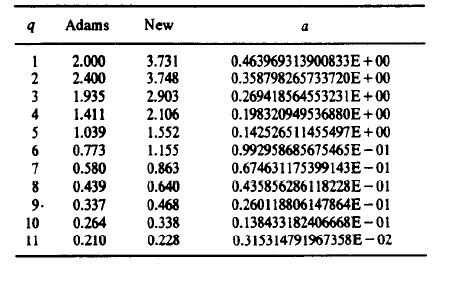 q Adams New a
1 2.000 3.731 0.463969313900833E+00
2 2.400 3.748 0.358798265733720E+00
3 1.935 2.903 0.269418564553231E+00
4 1.411 2.106 0.198320949536880E+00
5 1.039 1.552 0.142526511455497E+00
6 0.773 1.155 0.992958685675465E-01
7 0.580 0.863 0.674631175399143E-01
8 0.439 0.640 0.435856286118228E-01
9· 0.337 0.468 0.260118806147864E-01
10 0.264 0.338 0.138433182406668E-01
11 0.210 0.228 0.315314791967358E-02